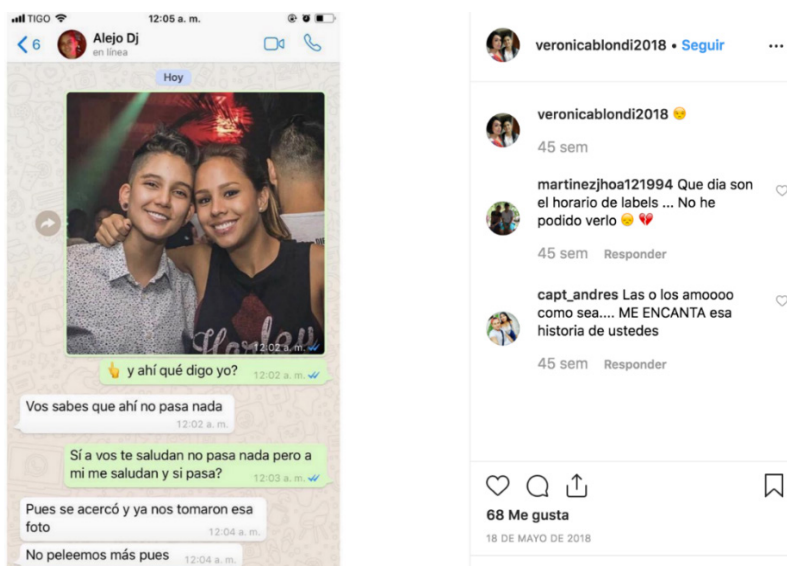 TIGO
12:05 a. m.
6
Alejo Dj
en línea
Hoy
Harley
12:02 a. m.
👆 y ahí qué digo yo?
12:02 a. m.
Vos sabes que ahí no pasa nada
12:02 a. m.
Sí a vos te saludan no pasa nada pero a
mi me saludan y si pasa?
12:03 a. m.
Pues se acercó y ya nos tomaron esa
foto
12:04 a. m.
No peleemos más pues
12:04 a. m.
veronicablondi2018 • Seguir
veronicablondi2018 😒
45 sem
martinezjhoa121994 Que dia son
el horario de labels ... No he
podido verlo 😞 💔
45 sem Responder
capt_andres Las o los amoooo
como sea.... ME ENCANTA esa
historia de ustedes
45 sem Responder
68 Me gusta
18 DE MAYO DE 2018